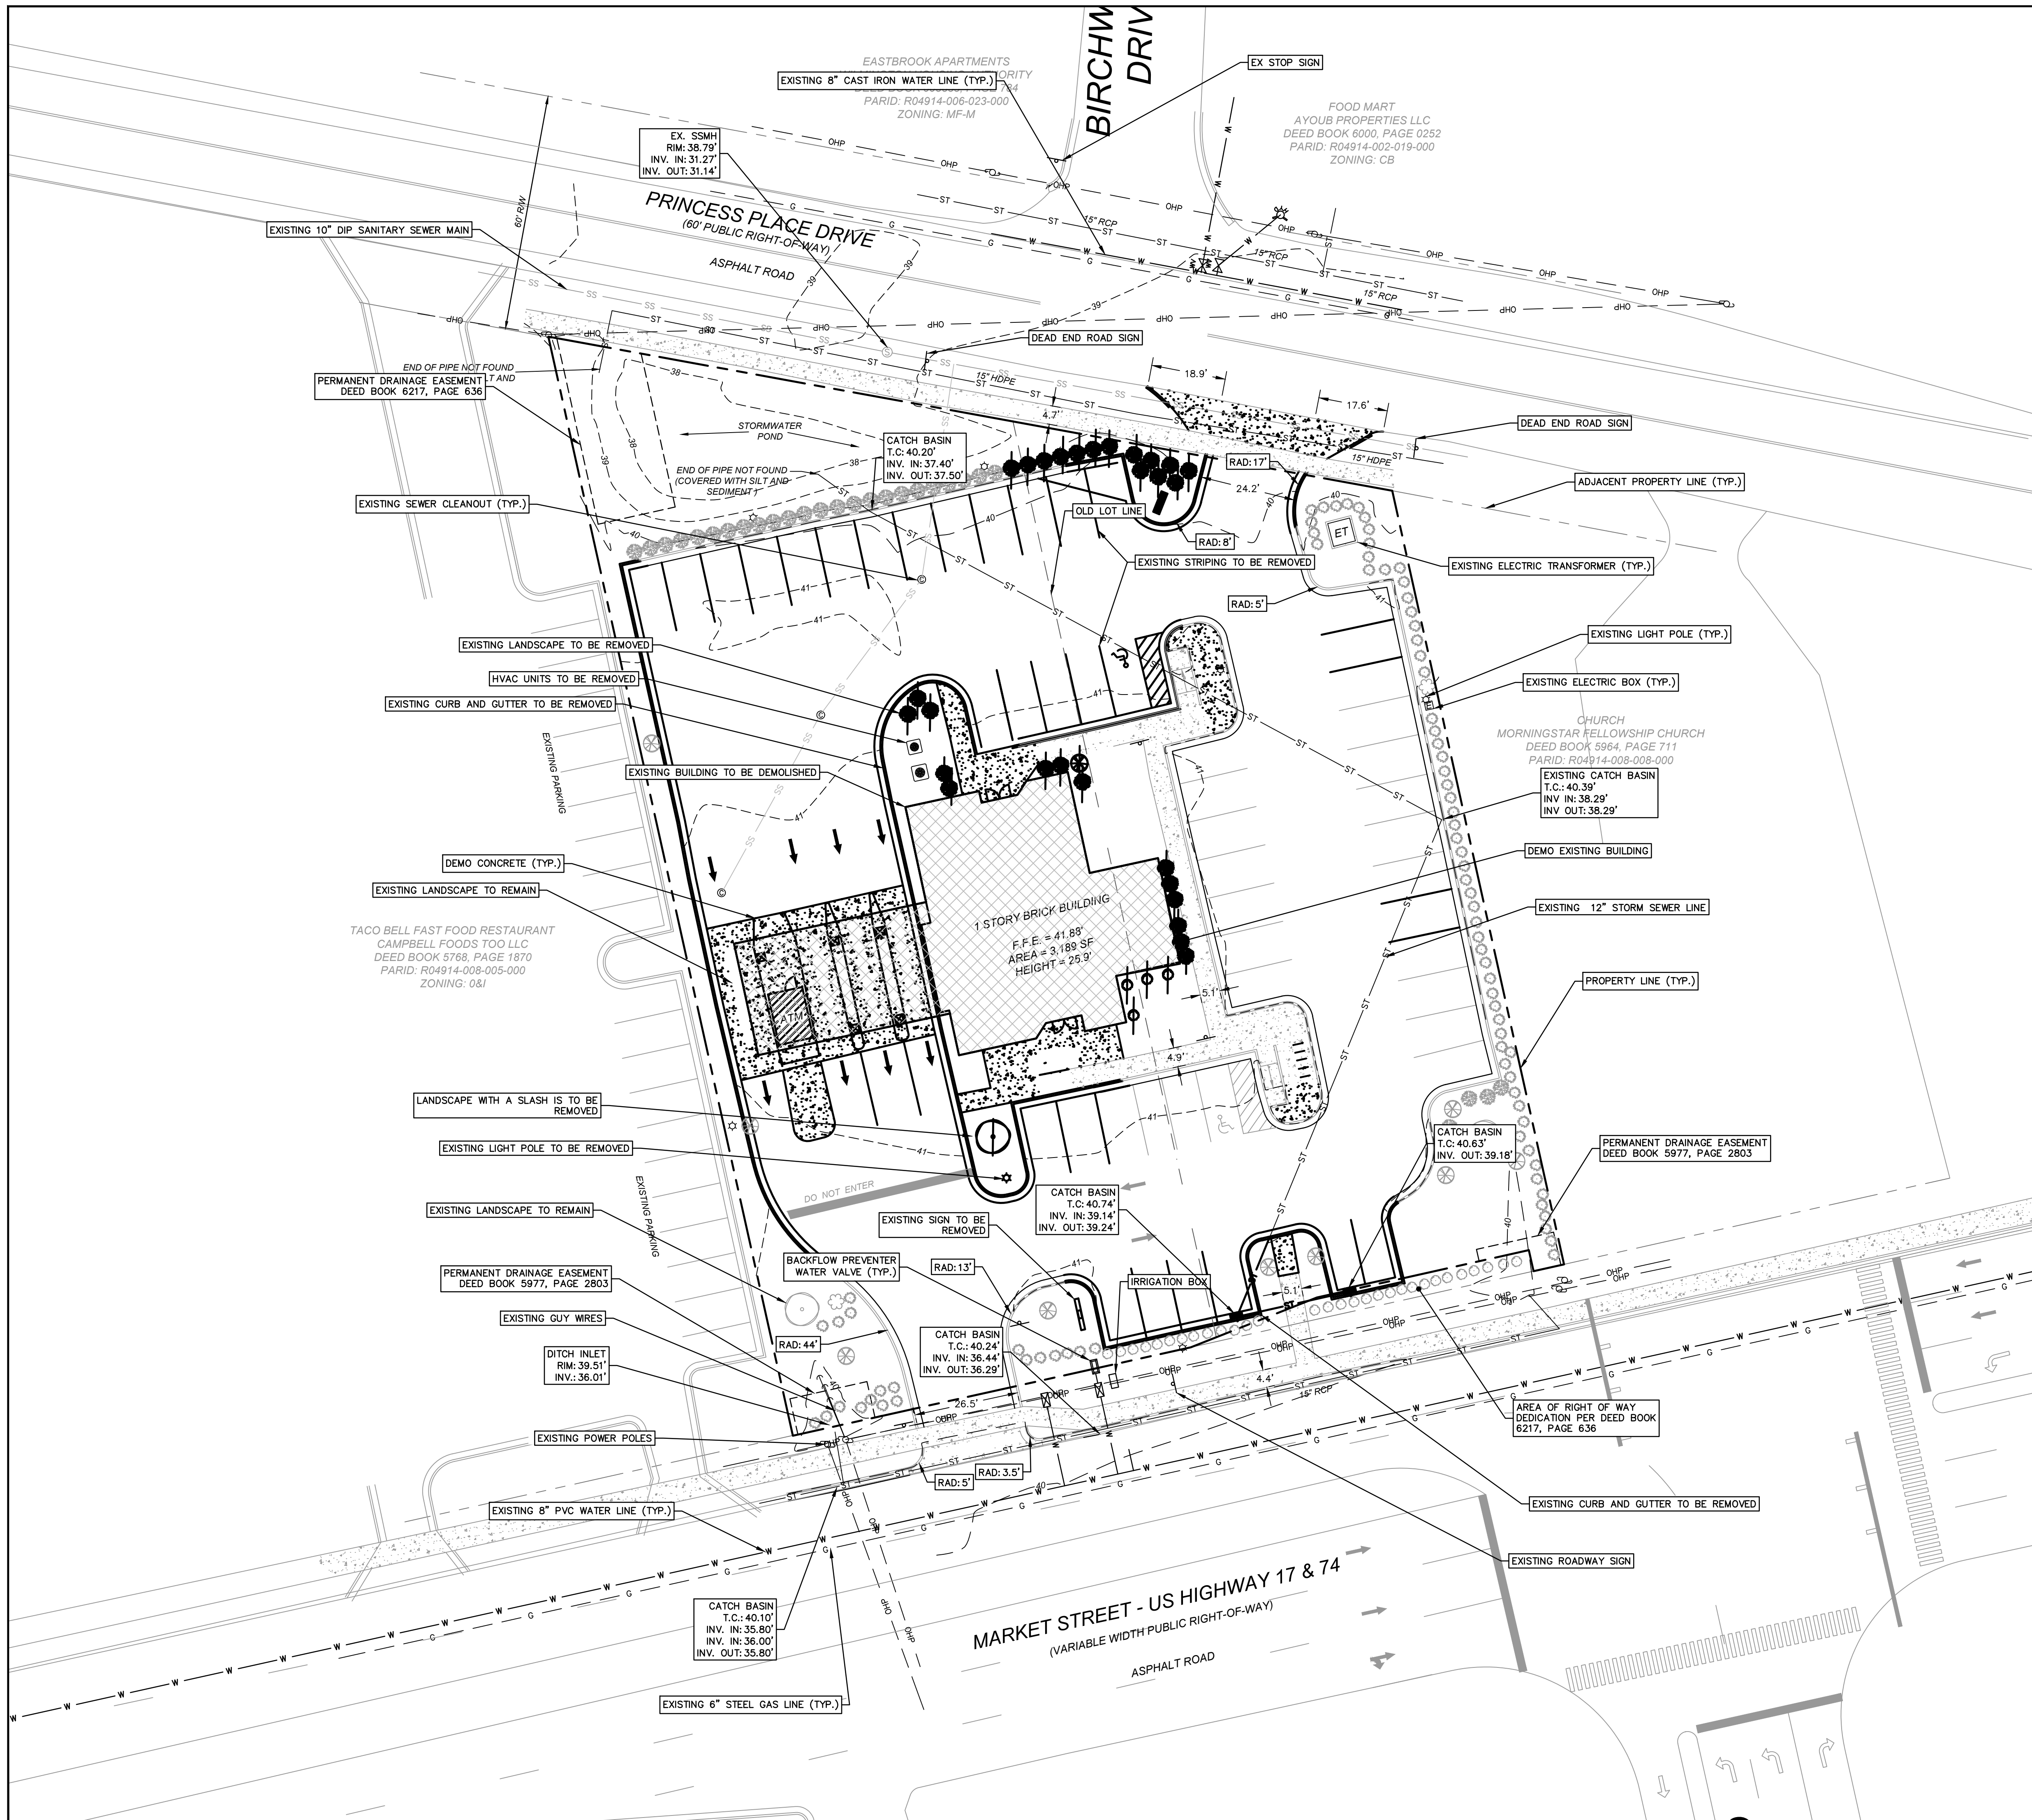 BIRCHW
DRIV
EASTBROOK APARTMENTS
EXISTING 8" CAST IRON WATER LINE (TYP.)
PARID: R04914-006-023-000
ZONING: MF-M
EX STOP SIGN
FOOD MART
AYOUB PROPERTIES LLC
DEED BOOK 6000, PAGE 0252
PARID: R04914-002-019-000
ZONING: CB
EX. SSMH
RIM: 38.79'
INV. IN: 31.27'
INV. OUT: 31.14'
60' R/W
PRINCESS PLACE DRIVE
(60' PUBLIC RIGHT-OF-WAY)
ASPHALT ROAD
EXISTING 10" DIP SANITARY SEWER MAIN
15" RCP
15" RCP
15" RCP
DEAD END ROAD SIGN
END OF PIPE NOT FOUND
PERMANENT DRAINAGE EASEMENT
DEED BOOK 6217, PAGE 636
15" HDPE
4.7'
18.9'
17.6'
DEAD END ROAD SIGN
15" HDPE
STORMWATER
POND
CATCH BASIN
T.C: 40.20'
INV. IN: 37.40'
INV. OUT: 37.50'
END OF PIPE NOT FOUND
(COVERED WITH SILT AND
SEDIMENT)
RAD: 17'
24.2'
ADJACENT PROPERTY LINE (TYP.)
EXISTING SEWER CLEANOUT (TYP.)
OLD LOT LINE
RAD: 8'
ET
EXISTING STRIPING TO BE REMOVED
EXISTING ELECTRIC TRANSFORMER (TYP.)
RAD: 5'
EXISTING LANDSCAPE TO BE REMOVED
EXISTING LIGHT POLE (TYP.)
HVAC UNITS TO BE REMOVED
EXISTING ELECTRIC BOX (TYP.)
EXISTING CURB AND GUTTER TO BE REMOVED
CHURCH
MORNINGSTAR FELLOWSHIP CHURCH
DEED BOOK 5964, PAGE 711
PARID: R04914-008-008-000
EXISTING PARKING
EXISTING BUILDING TO BE DEMOLISHED
EXISTING CATCH BASIN
T.C.: 40.39'
INV IN: 38.29'
INV OUT: 38.29'
DEMO CONCRETE (TYP.)
DEMO EXISTING BUILDING
EXISTING LANDSCAPE TO REMAIN
1 STORY BRICK BUILDING
F.F.E. = 41.88'
AREA = 3,189 SF
HEIGHT = 25.9'
EXISTING 12" STORM SEWER LINE
TACO BELL FAST FOOD RESTAURANT
CAMPBELL FOODS TOO LLC
DEED BOOK 5768, PAGE 1870
PARID: R04914-008-005-000
ZONING: 0&I
PROPERTY LINE (TYP.)
5.1'
ATM
4.9'
LANDSCAPE WITH A SLASH IS TO BE
REMOVED
EXISTING LIGHT POLE TO BE REMOVED
CATCH BASIN
T.C: 40.63'
INV. OUT: 39.18'
PERMANENT DRAINAGE EASEMENT
DEED BOOK 5977, PAGE 2803
DO NOT ENTER
EXISTING PARKING
EXISTING LANDSCAPE TO REMAIN
CATCH BASIN
T.C: 40.74'
INV. IN: 39.14'
INV. OUT: 39.24'
EXISTING SIGN TO BE
REMOVED
BACKFLOW PREVENTER
WATER VALVE (TYP.)
RAD: 13'
IRRIGATION BOX
5.1'
PERMANENT DRAINAGE EASEMENT
DEED BOOK 5977, PAGE 2803
EXISTING GUY WIRES
RAD: 44'
CATCH BASIN
T.C.: 40.24'
INV. IN: 36.44'
INV. OUT: 36.29'
DITCH INLET
RIM: 39.51'
INV.: 36.01'
4.4'
15" RCP
26.5'
AREA OF RIGHT OF WAY
DEDICATION PER DEED BOOK
6217, PAGE 636
EXISTING POWER POLES
RAD: 5'
RAD: 3.5'
EXISTING 8" PVC WATER LINE (TYP.)
EXISTING CURB AND GUTTER TO BE REMOVED
EXISTING ROADWAY SIGN
MARKET STREET - US HIGHWAY 17 & 74
(VARIABLE WIDTH PUBLIC RIGHT-OF-WAY)
ASPHALT ROAD
CATCH BASIN
T.C.: 40.10'
INV. IN: 35.80'
INV. IN: 36.00'
INV. OUT: 35.80'
EXISTING 6" STEEL GAS LINE (TYP.)